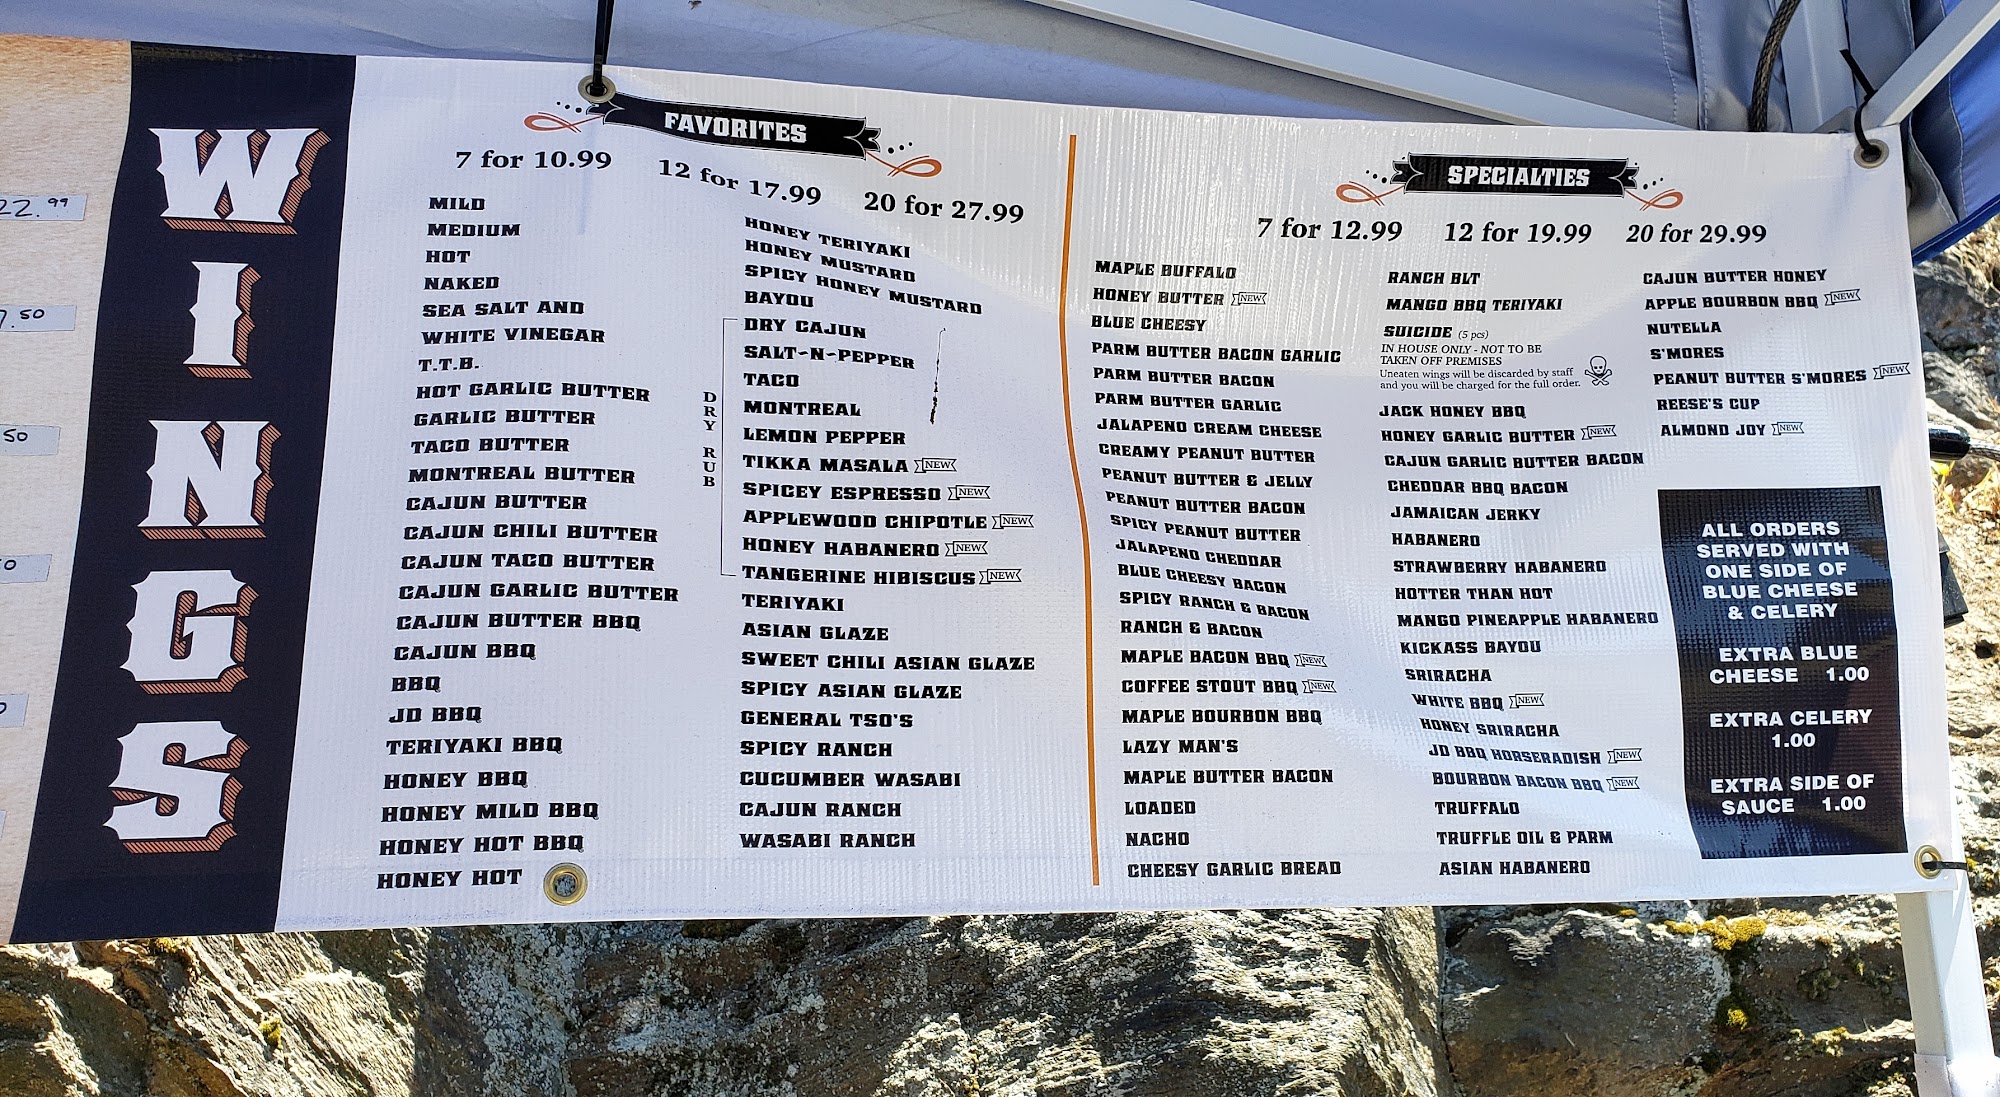 22.99
7.50
50
WINGS
FAVORITES
7 for 10.99 12 for 17.99 20 for 27.99
MILD
MEDIUM
HOT
NAKED
SEA SALT AND
WHITE VINEGAR
T.T.B.
HOT GARLIC BUTTER
GARLIC BUTTER
TACO BUTTER
MONTREAL BUTTER
CAJUN BUTTER
CAJUN CHILI BUTTER
CAJUN TACO BUTTER
CAJUN GARLIC BUTTER
CAJUN BUTTER BBQ
CAJUN BBQ
BBQ
JD BBQ
TERIYAKI BBQ
HONEY BBQ
HONEY MILD BBQ
HONEY HOT BBQ
HONEY HOT
HONEY TERIYAKI
HONEY MUSTARD
SPICY HONEY MUSTARD
BAYOU
DRY RUB
DRY CAJUN
SALT-N-PEPPER
TACO
MONTREAL
LEMON PEPPER
TIKKA MASALA NEW
SPICEY ESPRESSO NEW
APPLEWOOD CHIPOTLE NEW
HONEY HABANERO NEW
TANGERINE HIBISCUS NEW
TERIYAKI
ASIAN GLAZE
SWEET CHILI ASIAN GLAZE
SPICY ASIAN GLAZE
GENERAL TSO'S
SPICY RANCH
CUCUMBER WASABI
CAJUN RANCH
WASABI RANCH
SPECIALTIES
7 for 12.99 12 for 19.99 20 for 29.99
MAPLE BUFFALO
HONEY BUTTER NEW
BLUE CHEESY
PARM BUTTER BACON GARLIC
PARM BUTTER BACON
PARM BUTTER GARLIC
JALAPENO CREAM CHEESE
CREAMY PEANUT BUTTER
PEANUT BUTTER & JELLY
PEANUT BUTTER BACON
SPICY PEANUT BUTTER
JALAPENO CHEDDAR
BLUE CHEESY BACON
SPICY RANCH & BACON
RANCH & BACON
MAPLE BACON BBQ NEW
COFFEE STOUT BBQ NEW
MAPLE BOURBON BBQ
LAZY MAN'S
MAPLE BUTTER BACON
LOADED
NACHO
CHEESY GARLIC BREAD
RANCH BLT
MANGO BBQ TERIYAKI
SUICIDE (5 pcs)
IN HOUSE ONLY - NOT TO BE
TAKEN OFF PREMISES
Uneaten wings will be discarded by staff
and you will be charged for the full order.
JACK HONEY BBQ
HONEY GARLIC BUTTER NEW
CAJUN GARLIC BUTTER BACON
CHEDDAR BBQ BACON
JAMAICAN JERKY
HABANERO
STRAWBERRY HABANERO
HOTTER THAN HOT
MANGO PINEAPPLE HABANERO
KICKASS BAYOU
SRIRACHA
WHITE BBQ NEW
HONEY SRIRACHA
JD BBQ HORSERADISH NEW
BOURBON BACON BBQ NEW
TRUFFALO
TRUFFLE OIL & PARM
ASIAN HABANERO
CAJUN BUTTER HONEY
APPLE BOURBON BBQ NEW
NUTELLA
S'MORES
PEANUT BUTTER S'MORES NEW
REESE'S CUP
ALMOND JOY NEW
ALL ORDERS
SERVED WITH
ONE SIDE OF
BLUE CHEESE
& CELERY
EXTRA BLUE
CHEESE 1.00
EXTRA CELERY
1.00
EXTRA SIDE OF
SAUCE 1.00